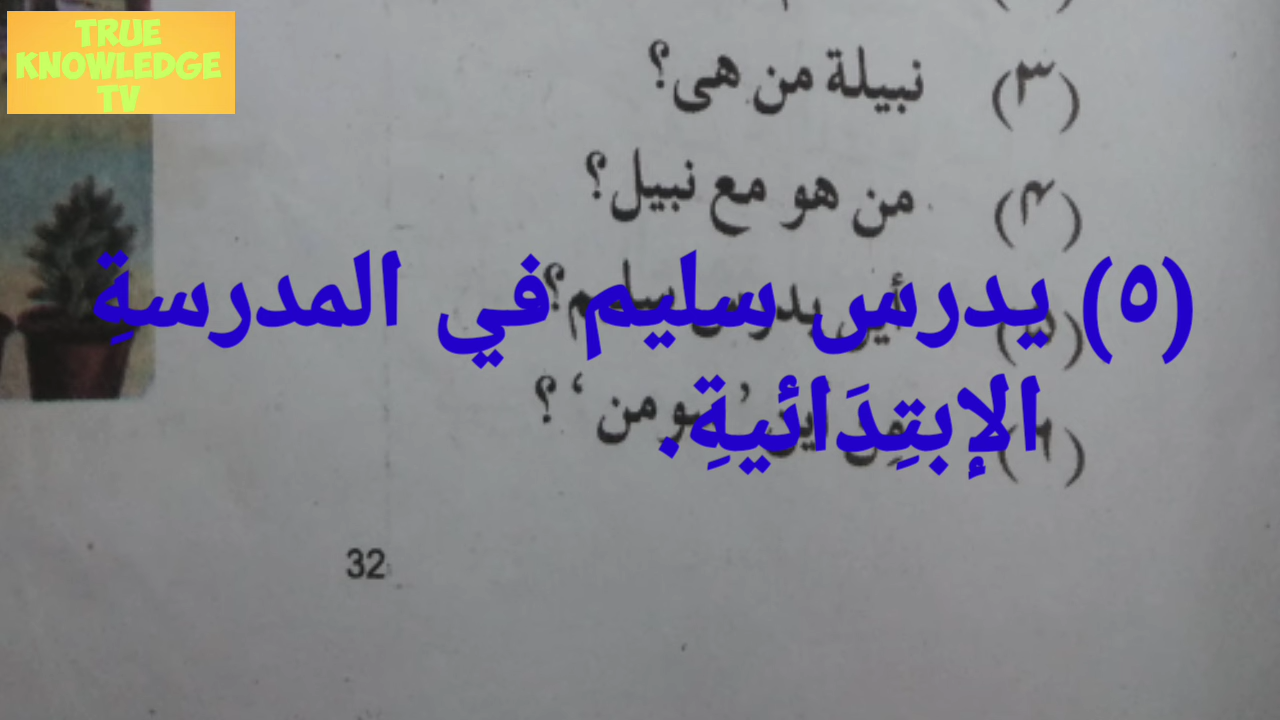 TRUE
KNOWLEDGE
TV
(٣) نبيلة من هى؟
(۴) من هو مع نبيل؟
(٥) يدرس سليم في المدرسةِ
الإبتِدَائيةِ.
32